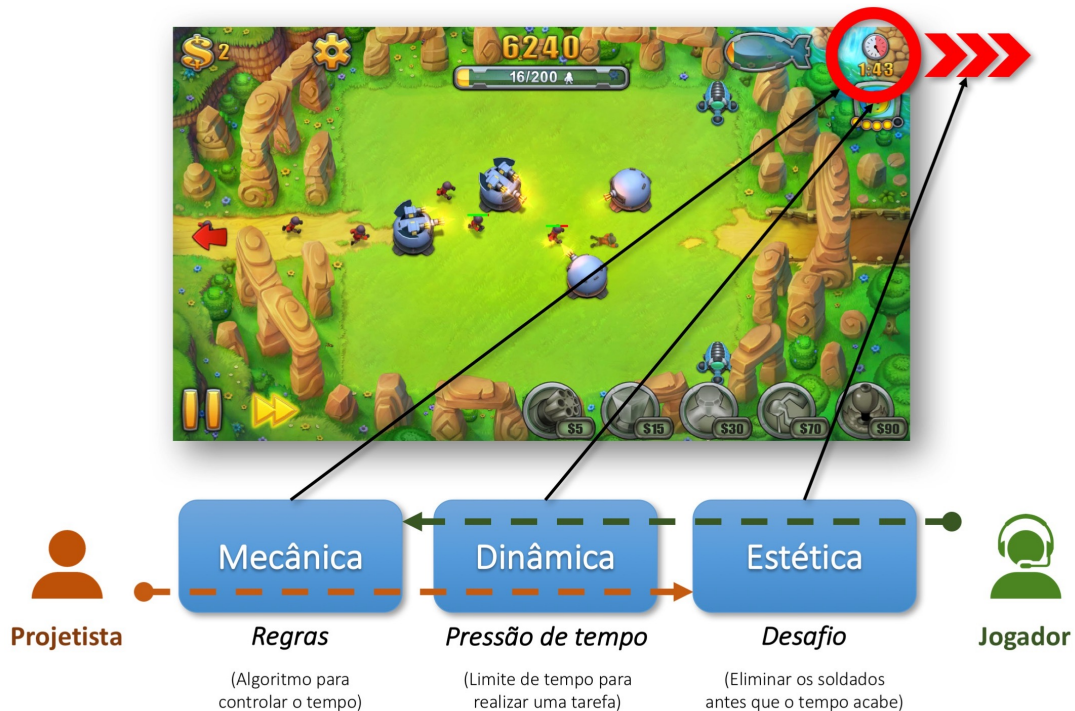 $2
6240
16/200
1:43
$5
$15
$30
$70
$90
Mecânica
Dinâmica
Estética
Projetista
Regras
Pressão de tempo
Desafio
Jogador
(Algoritmo para
controlar o tempo)
(Limite de tempo para
realizar uma tarefa)
(Eliminar os soldados
antes que o tempo acabe)